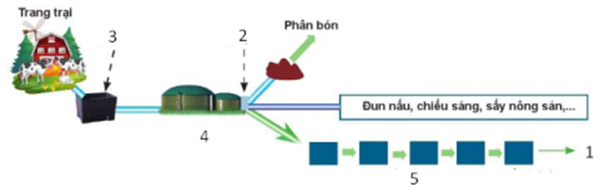 Trang trại
Phân bón
3
2
Đun nấu, chiếu sáng, sấy nông sản,...
4
1
5